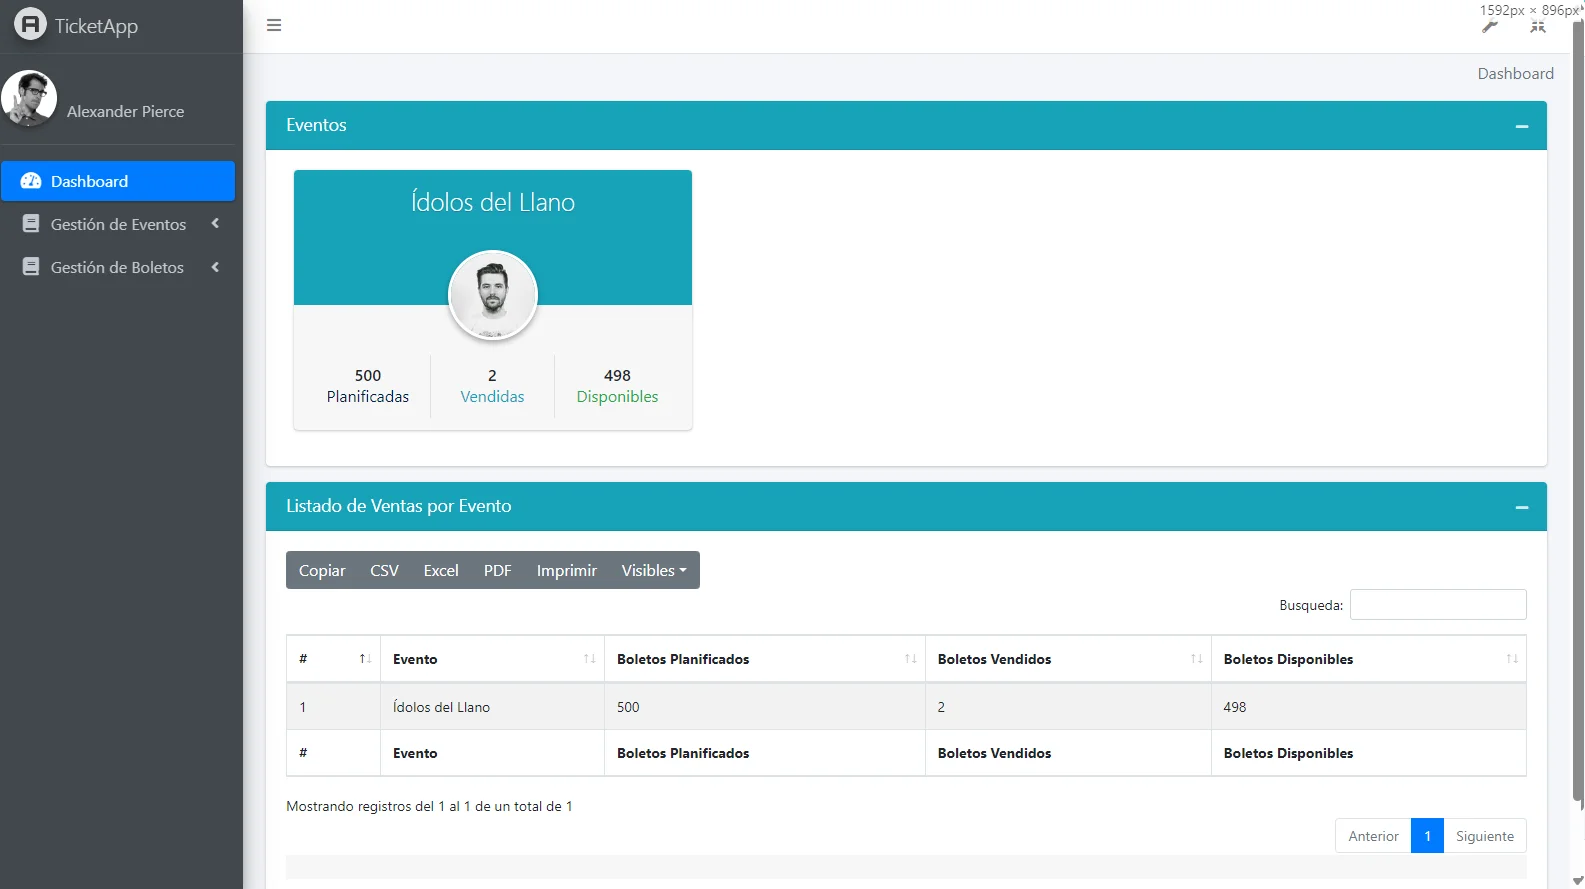 1592px × 896px
TicketApp
Dashboard
Alexander Pierce
Dashboard
Gestión de Eventos
Gestión de Boletos
Eventos
Ídolos del Llano
500 2 498
Planificadas Vendidas Disponibles
Listado de Ventas por Evento
Copiar CSV Excel PDF Imprimir Visibles
Busqueda:
# Evento Boletos Planificados Boletos Vendidos Boletos Disponibles
1 Ídolos del Llano 500 2 498
# Evento Boletos Planificados Boletos Vendidos Boletos Disponibles
Mostrando registros del 1 al 1 de un total de 1
Anterior 1 Siguiente